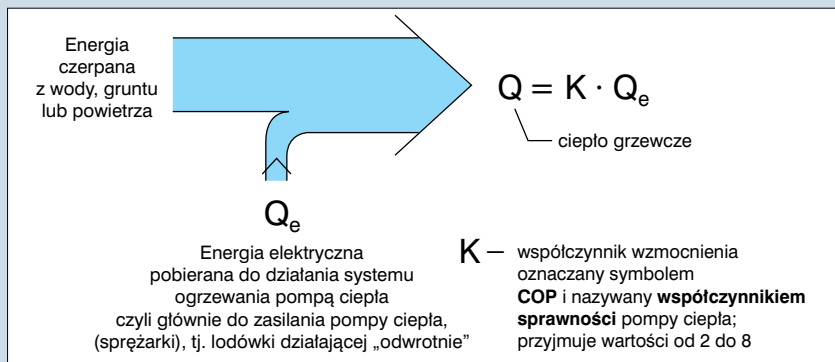 Energia
czerpana
z wody, gruntu
lub powietrza
Q = K · Qe
ciepło grzewcze
Qe
Energia elektryczna
pobierana do działania systemu
ogrzewania pompą ciepła
czyli głównie do zasilania pompy ciepła,
(sprężarki), tj. lodówki działającej „odwrotnie”
K – współczynnik wzmocnienia
oznaczany symbolem
COP i nazywany współczynnikiem
sprawności pompy ciepła;
przyjmuje wartości od 2 do 8